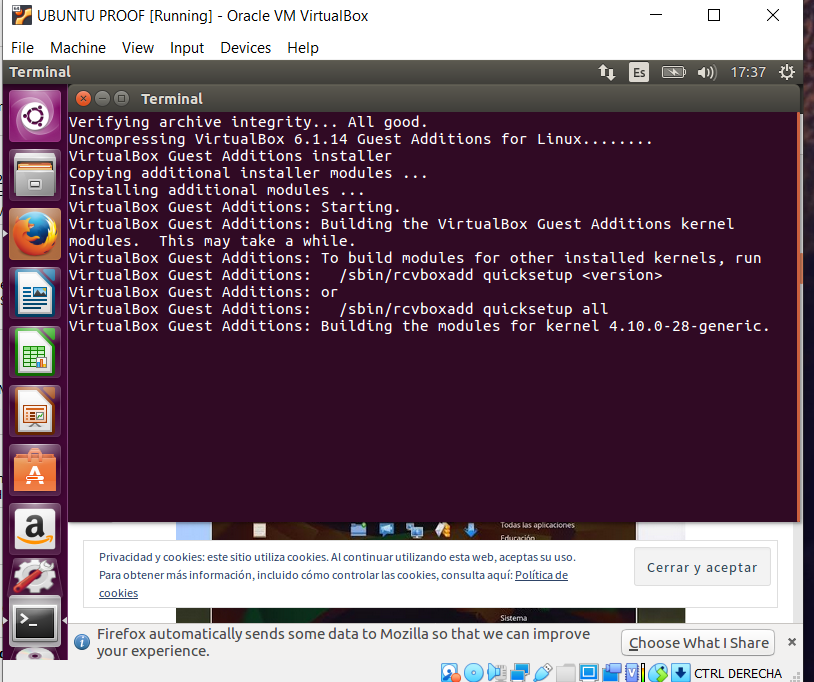 UBUNTU PROOF [Running] - Oracle VM VirtualBox
File Machine View Input Devices Help
Terminal Es 17:37
Terminal
Verifying archive integrity... All good.
Uncompressing VirtualBox 6.1.14 Guest Additions for Linux........
VirtualBox Guest Additions installer
Copying additional installer modules ...
Installing additional modules ...
VirtualBox Guest Additions: Starting.
VirtualBox Guest Additions: Building the VirtualBox Guest Additions kernel
modules.  This may take a while.
VirtualBox Guest Additions: To build modules for other installed kernels, run
VirtualBox Guest Additions:   /sbin/rcvboxadd quicksetup <version>
VirtualBox Guest Additions: or
VirtualBox Guest Additions:   /sbin/rcvboxadd quicksetup all
VirtualBox Guest Additions: Building the modules for kernel 4.10.0-28-generic.
Todas las aplicaciones
Educación
Privacidad y cookies: este sitio utiliza cookies. Al continuar utilizando esta web, aceptas su uso.
Para obtener más información, incluido cómo controlar las cookies, consulta aquí: Política de
cookies
Cerrar y aceptar
Sistema
Firefox automatically sends some data to Mozilla so that we can improve
your experience.
Choose What I Share
CTRL DERECHA